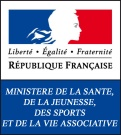 Liberté • Égalité • Fraternité
RÉPUBLIQUE FRANÇAISE
MINISTERE DE LA SANTE,
DE LA JEUNESSE,
DES SPORTS
ET DE LA VIE ASSOCIATIVE